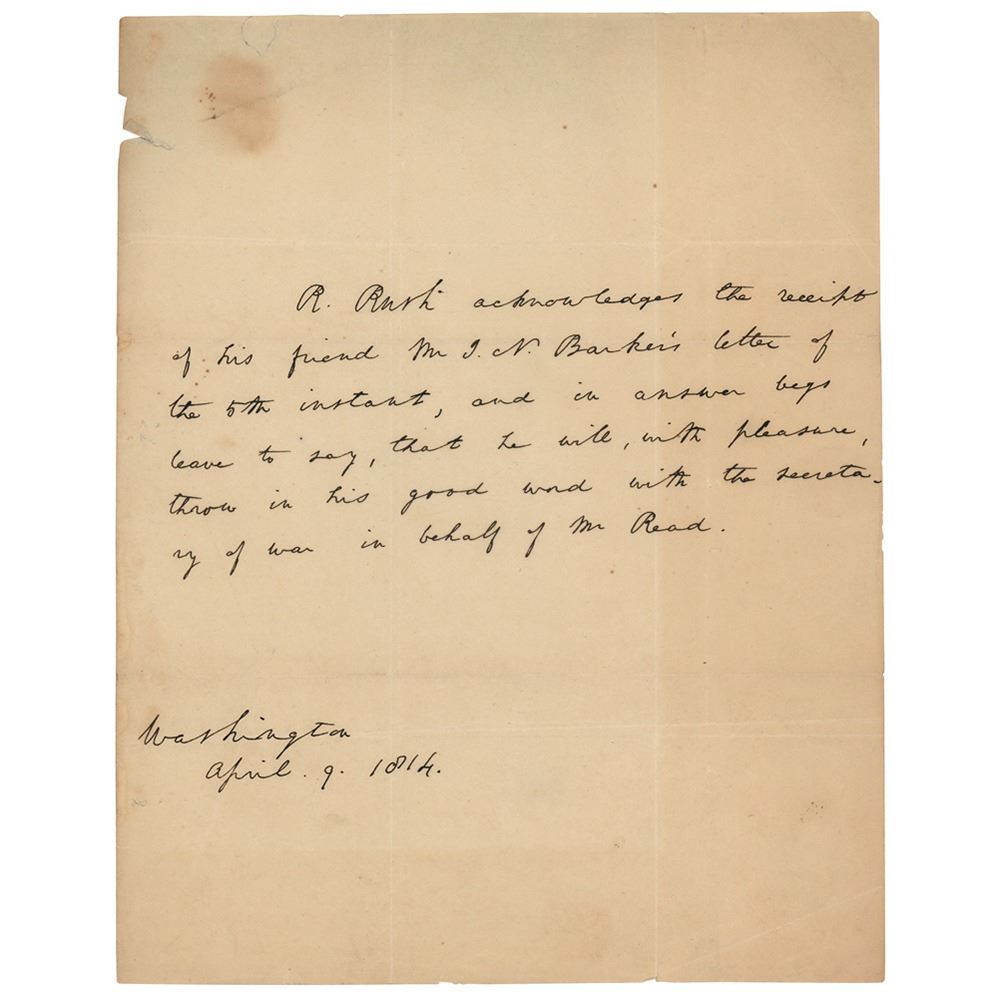 R. Rush acknowledges the receipt
of his friend Mr J. N. Barker's letter of
the 5th instant, and in answer begs
leave to say, that he will, with pleasure,
throw in his good word with the secreta-
ry of war in behalf of Mr Read.
Washington
April. 9. 1814.